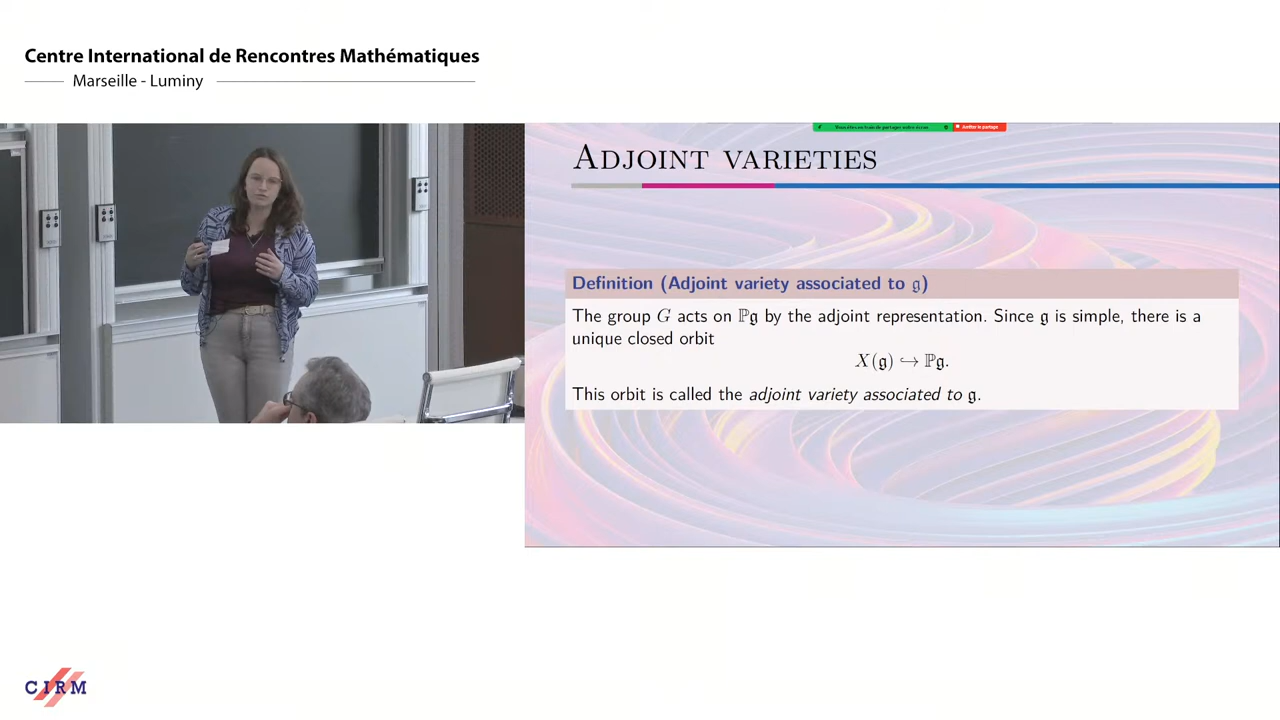 Centre International de Rencontres Mathématiques
Marseille - Luminy
ADJOINT VARIETIES
Definition (Adjoint variety associated to 𝔤)
The group G acts on ℙ𝔤 by the adjoint representation. Since 𝔤 is simple, there is a
unique closed orbit
X(𝔤) ↪ ℙ𝔤.
This orbit is called the adjoint variety associated to 𝔤.
CIRM